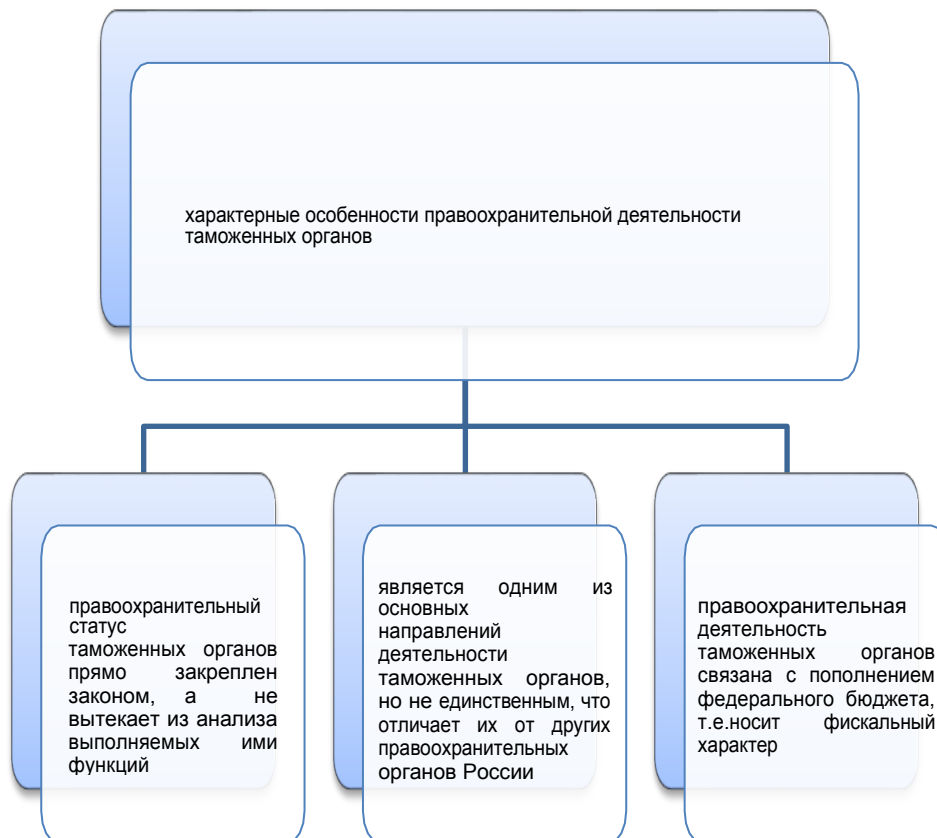 характерные особенности правоохранительной деятельности
таможенных органов
правоохранительный
статус
таможенных органов
прямо закреплен
законом, а не
вытекает из анализа
выполняемых ими
функций
является одним из
основных
направлений
деятельности
таможенных органов,
но не единственным, что
отличает их от других
правоохранительных
органов России
правоохранительная
деятельность
таможенных органов
связана с пополнением
федерального бюджета,
т.е.носит фискальный
характер